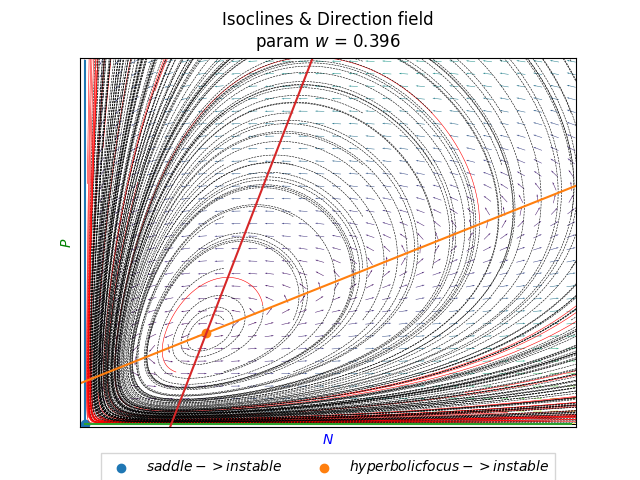 Isoclines & Direction field
param w = 0.396
P
N
saddle -> instable
hyperbolicfocus -> instable